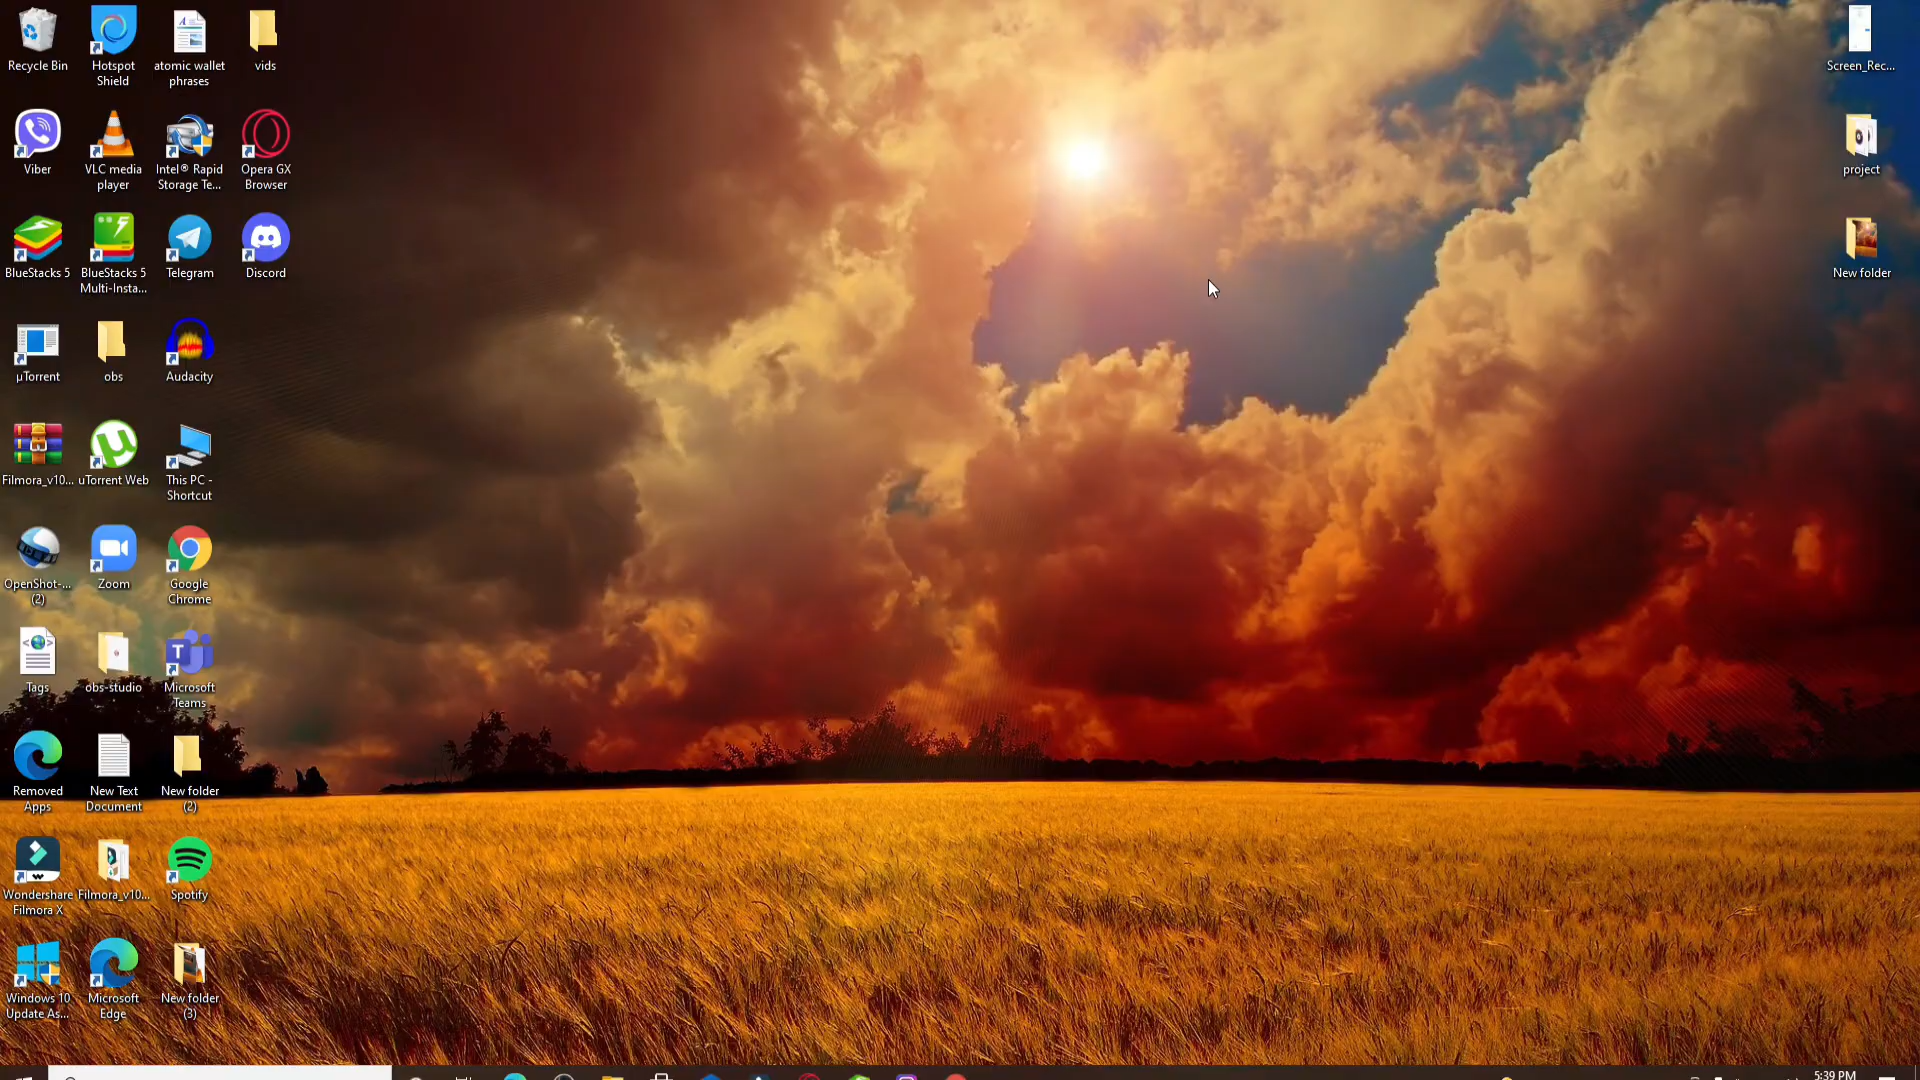 Recycle Bin
Hotspot
Shield
atomic wallet
phrases
vids
Viber
VLC media
player
Intel® Rapid
Storage Te...
Opera GX
Browser
BlueStacks 5
BlueStacks 5
Multi-Insta...
Telegram
Discord
µTorrent
obs
Audacity
Filmora_v10...
uTorrent Web
This PC -
Shortcut
OpenShot-...
(2)
Zoom
Google
Chrome
Tags
obs-studio
Microsoft
Teams
Removed
Apps
New Text
Document
New folder
(2)
Wondershare
Filmora X
Filmora_v10...
Spotify
Windows 10
Update As...
Microsoft
Edge
New folder
(3)
Screen_Rec...
project
New folder
5:39 PM